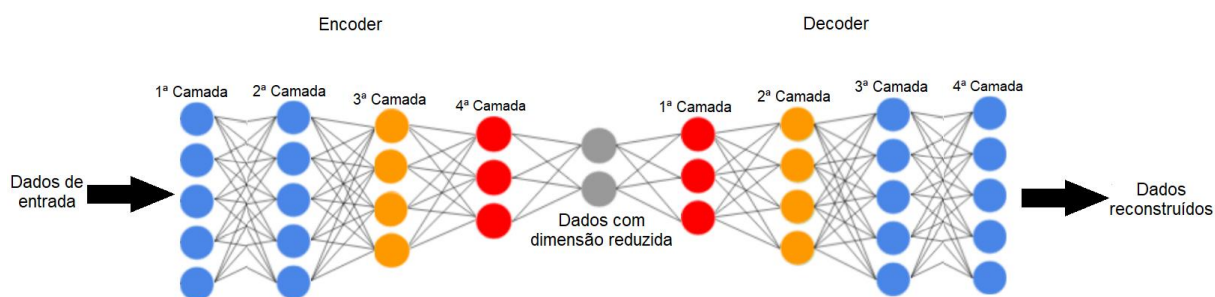 Encoder
Decoder
1ª Camada
2ª Camada
3ª Camada
4ª Camada
1ª Camada
2ª Camada
3ª Camada
4ª Camada
Dados de
entrada
Dados com
dimensão reduzida
Dados
reconstruídos